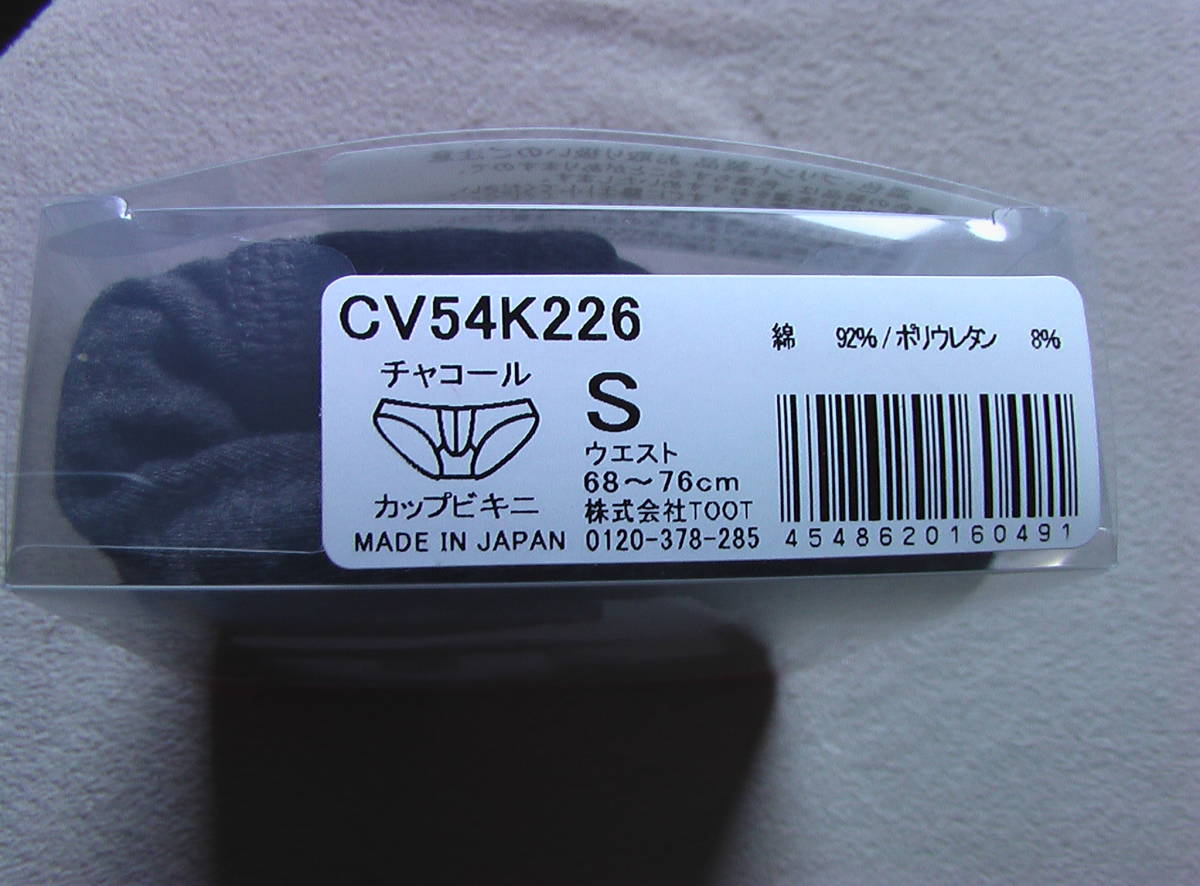 CV54K226
チャコール
カップビキニ
MADE IN JAPAN
S
ウエスト
68～76cm
株式会社TOOT
0120-378-285
綿 92%/ポリウレタン 8%
4548620160491